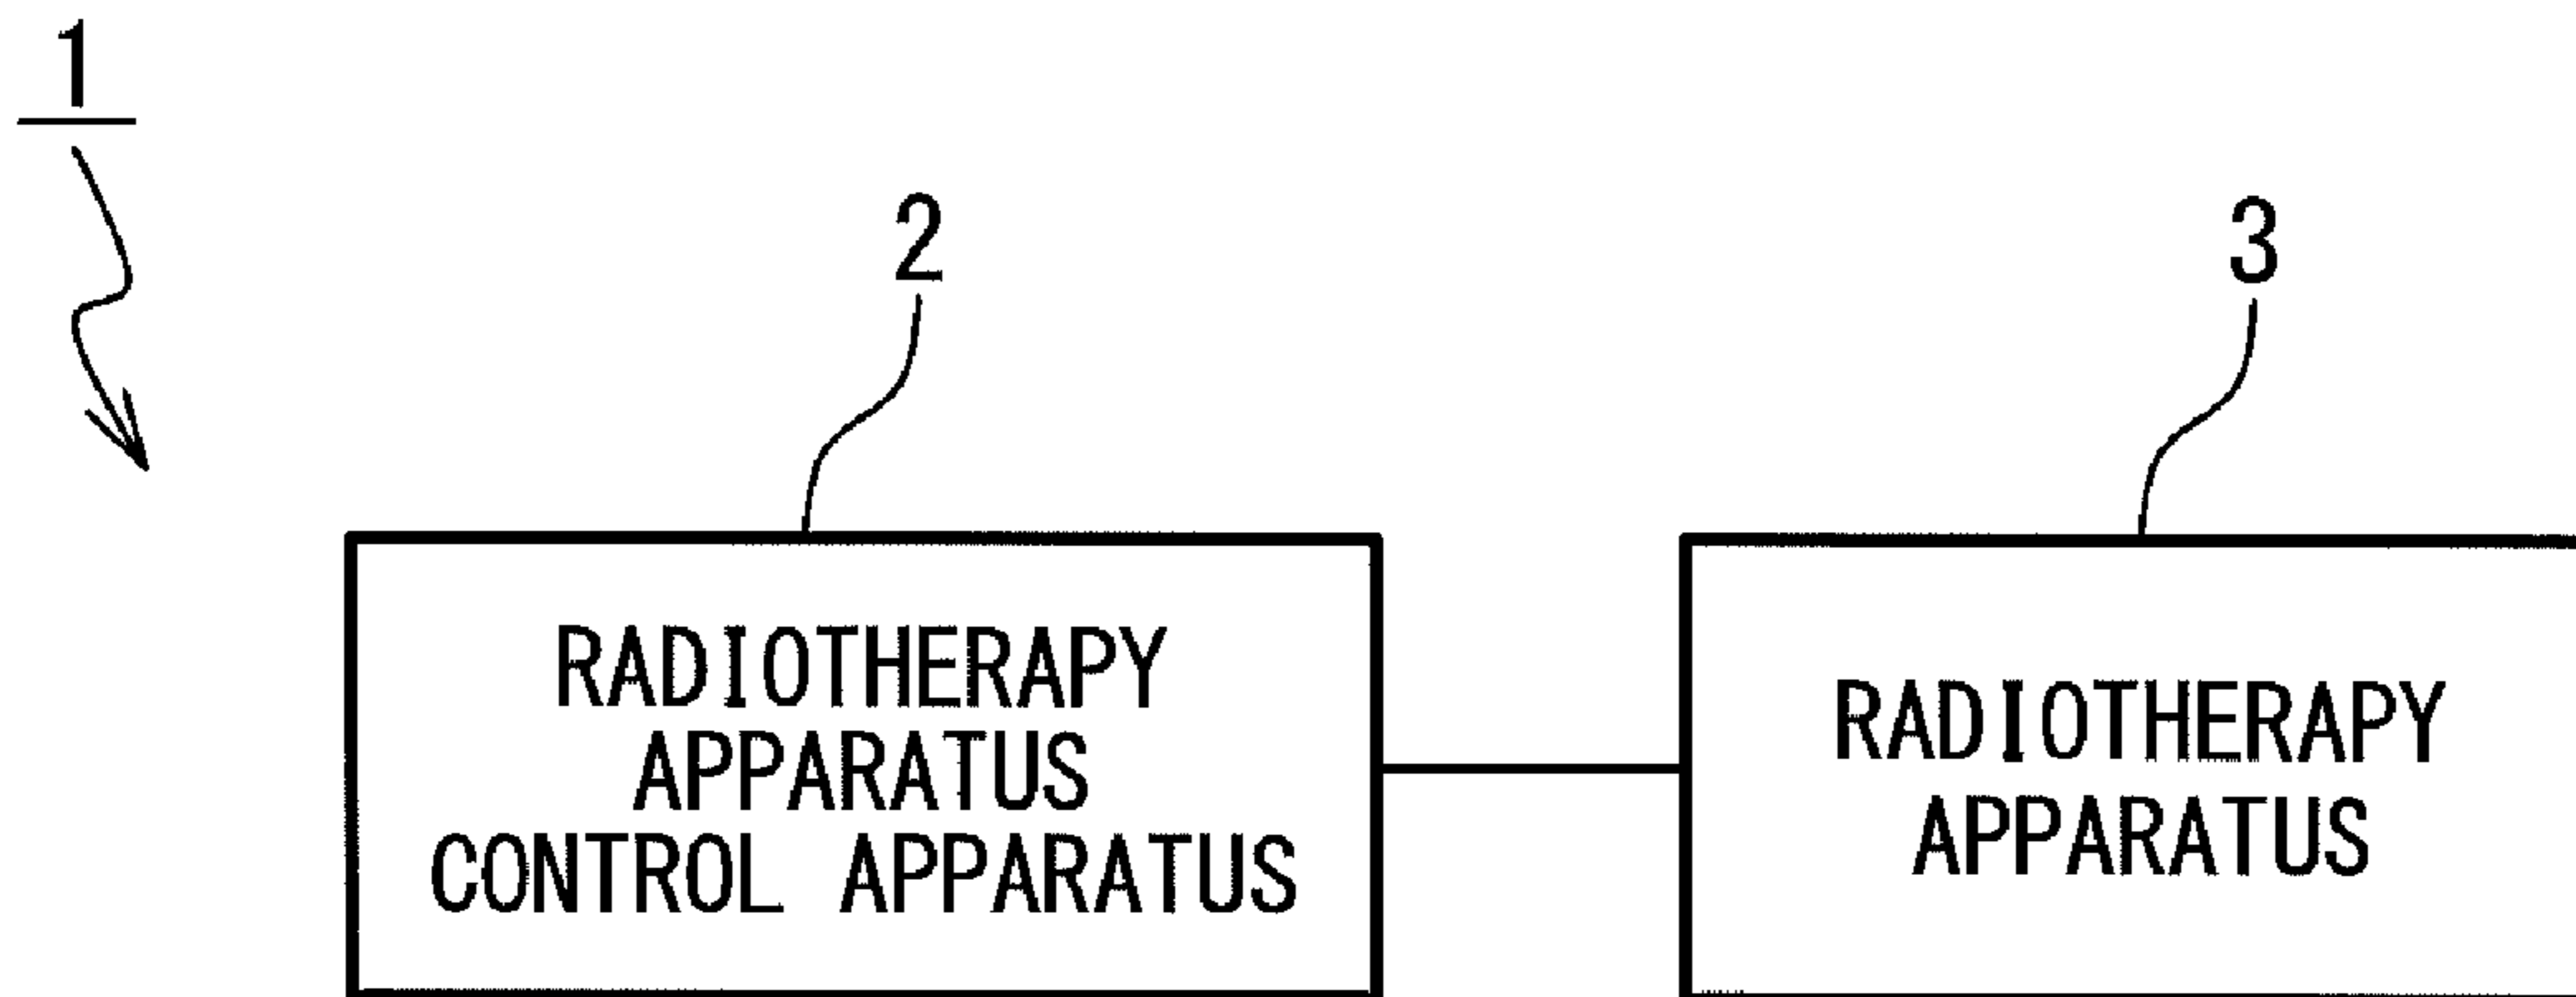 1
2
3
RADIOTHERAPY
APPARATUS
CONTROL APPARATUS
RADIOTHERAPY
APPARATUS